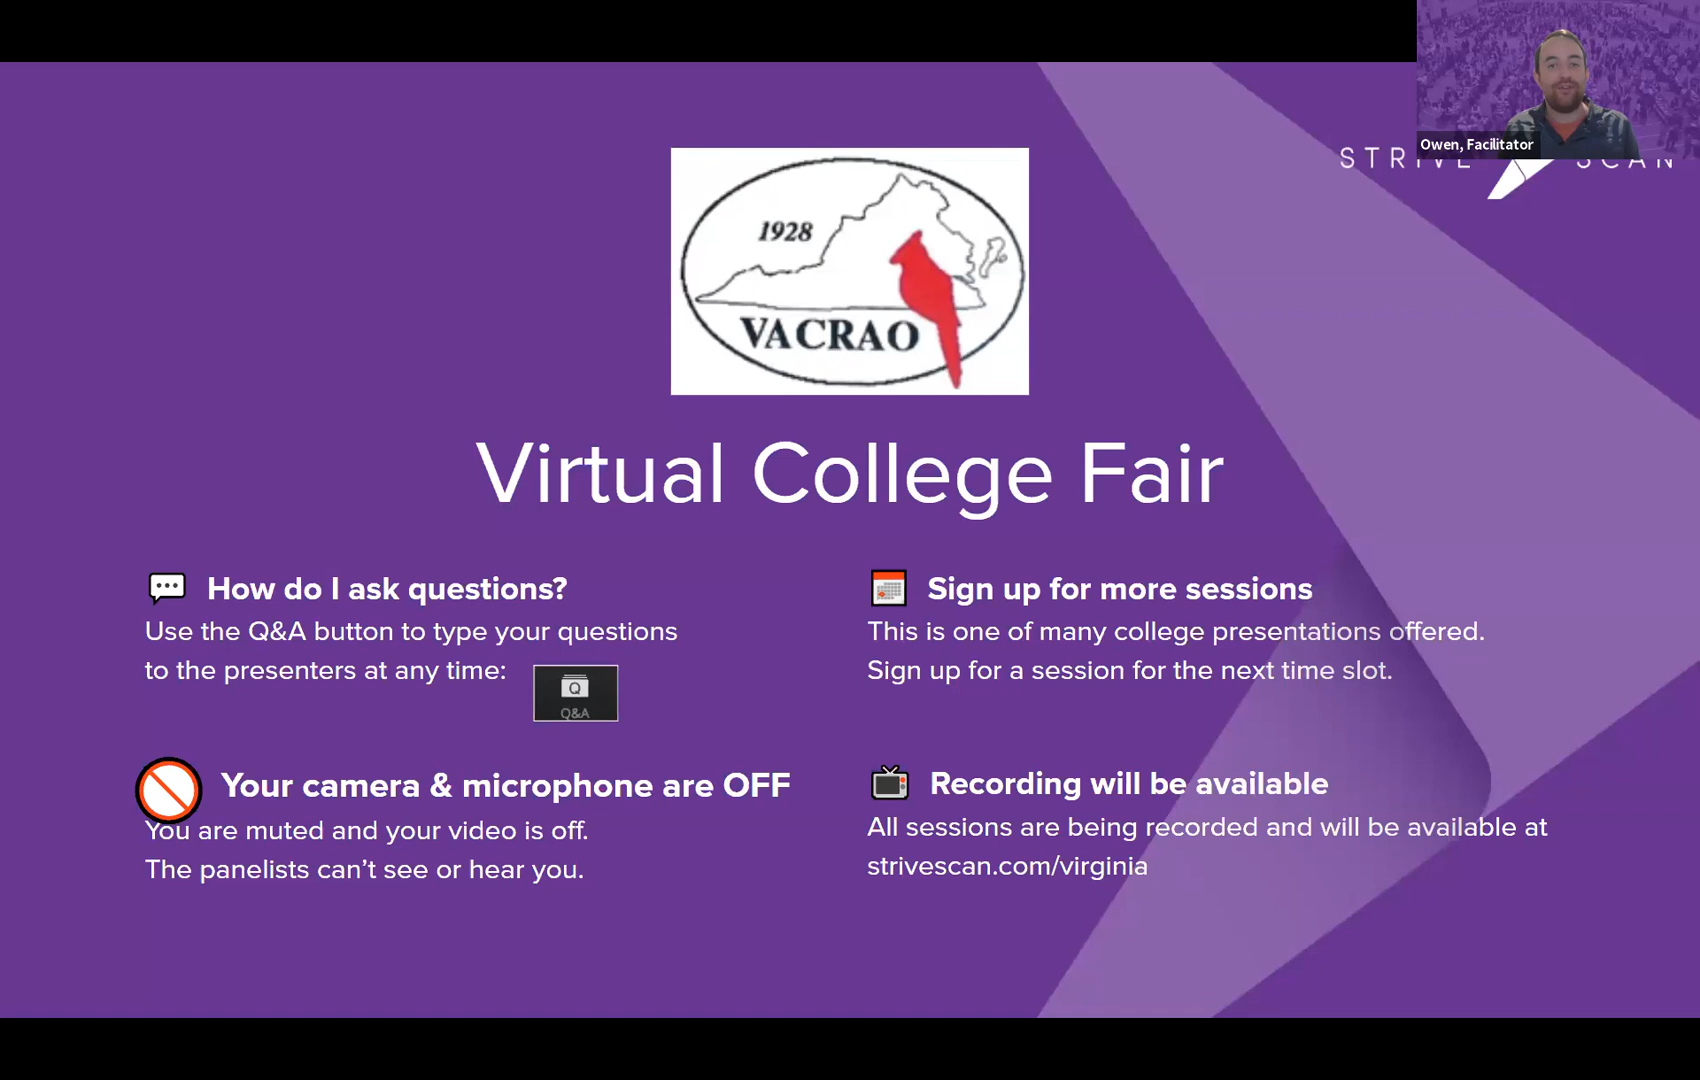 Owen, Facilitator
STRIVE SCAN
1928
VACRAO
Virtual College Fair
How do I ask questions?
Use the Q&A button to type your questions
to the presenters at any time:
Q
Q&A
Sign up for more sessions
This is one of many college presentations offered.
Sign up for a session for the next time slot.
Your camera & microphone are OFF
You are muted and your video is off.
The panelists can’t see or hear you.
Recording will be available
All sessions are being recorded and will be available at
strivescan.com/virginia